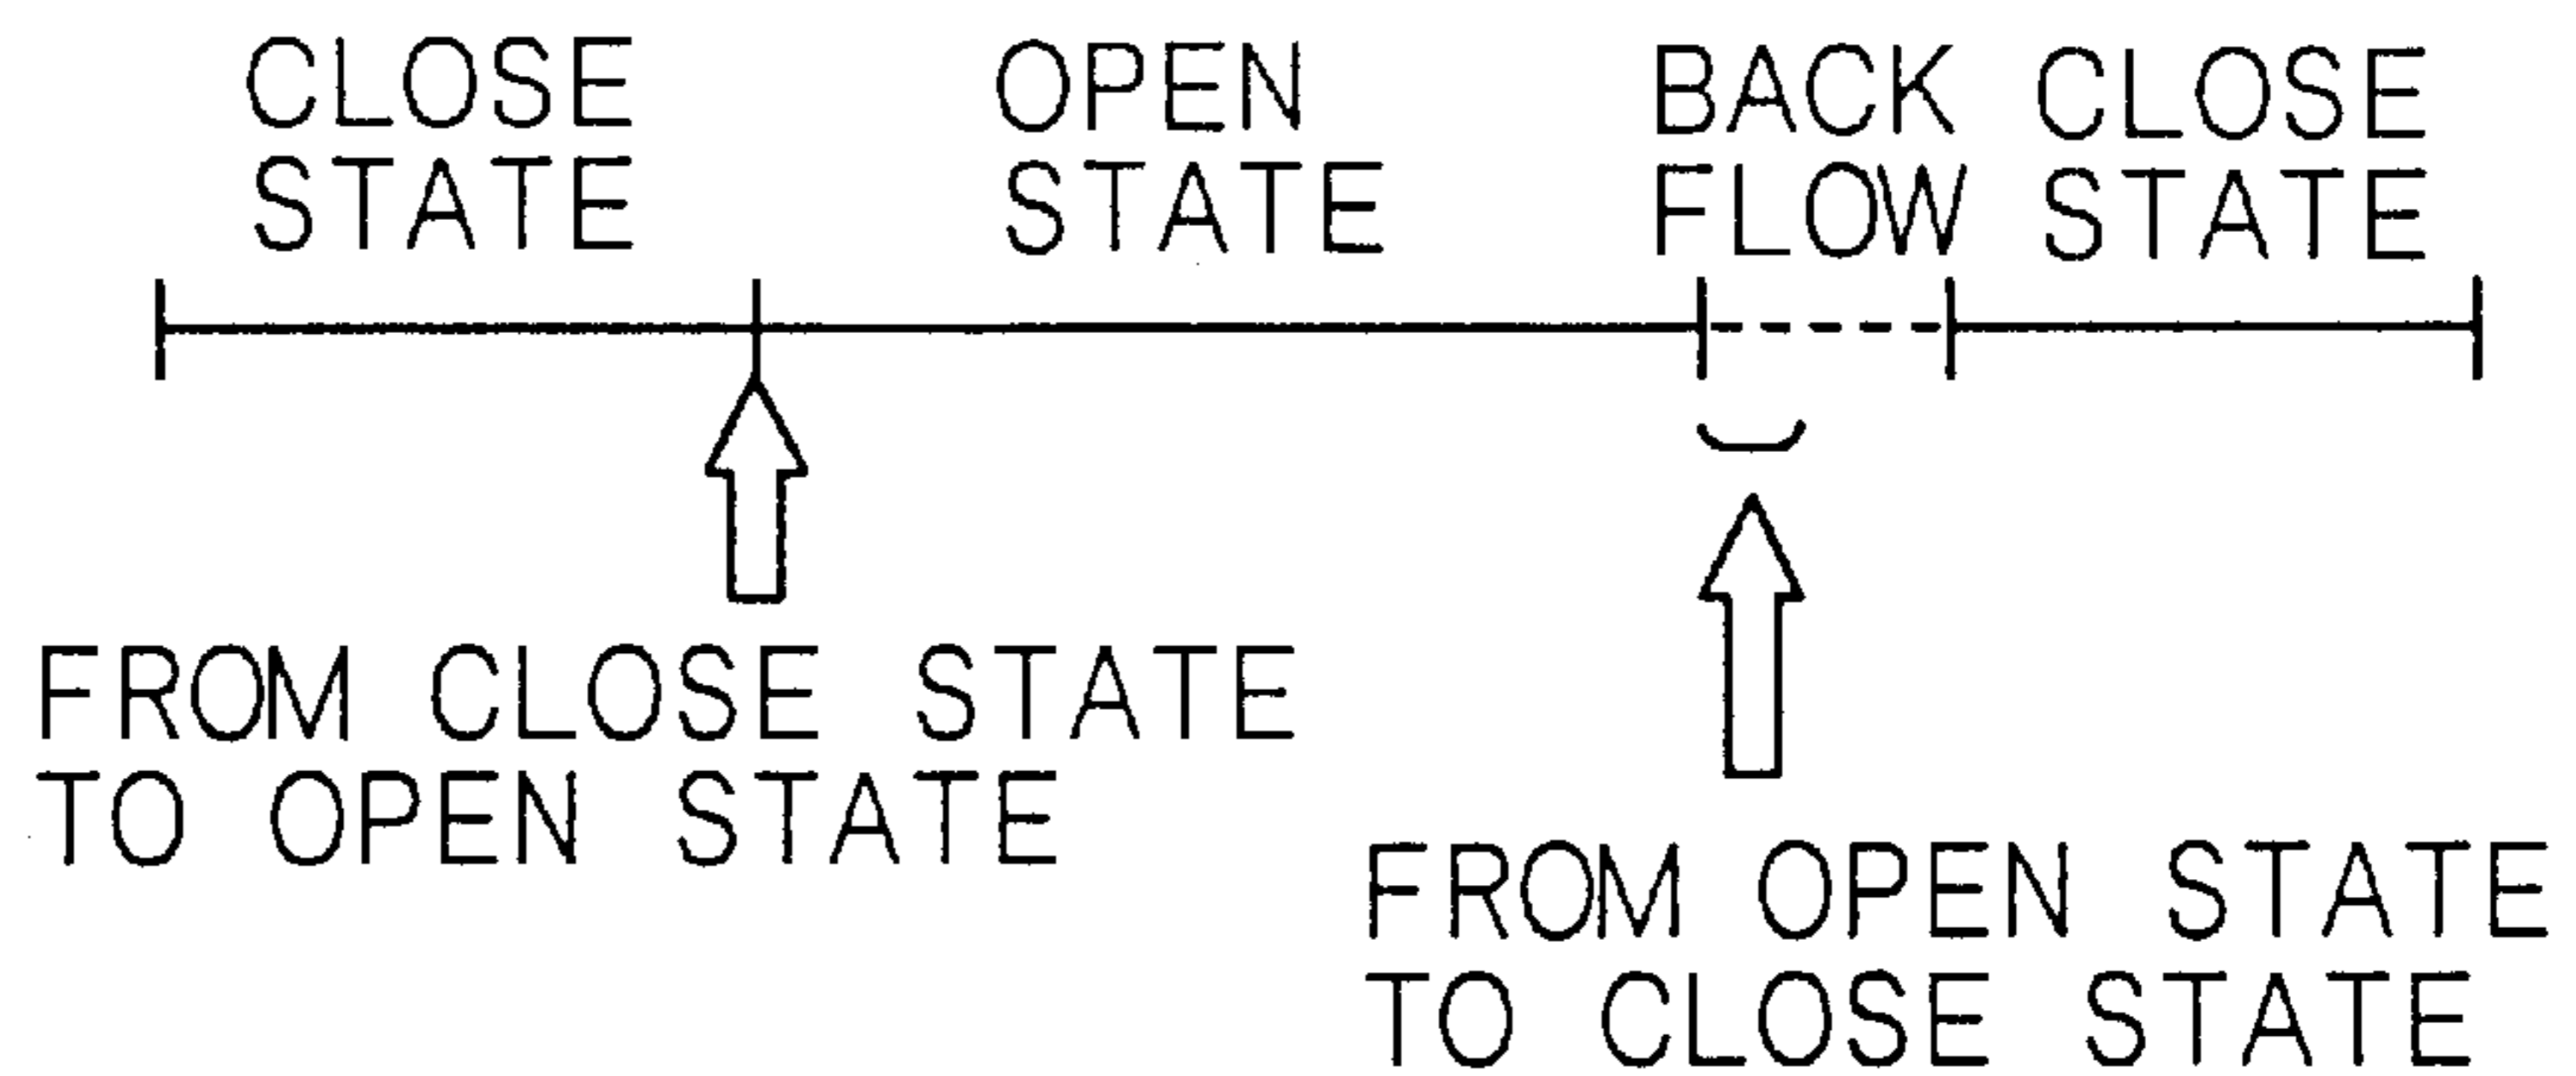 CLOSE
STATE
OPEN
STATE
BACK
FLOW
CLOSE
STATE
FROM CLOSE STATE
TO OPEN STATE
FROM OPEN STATE
TO CLOSE STATE